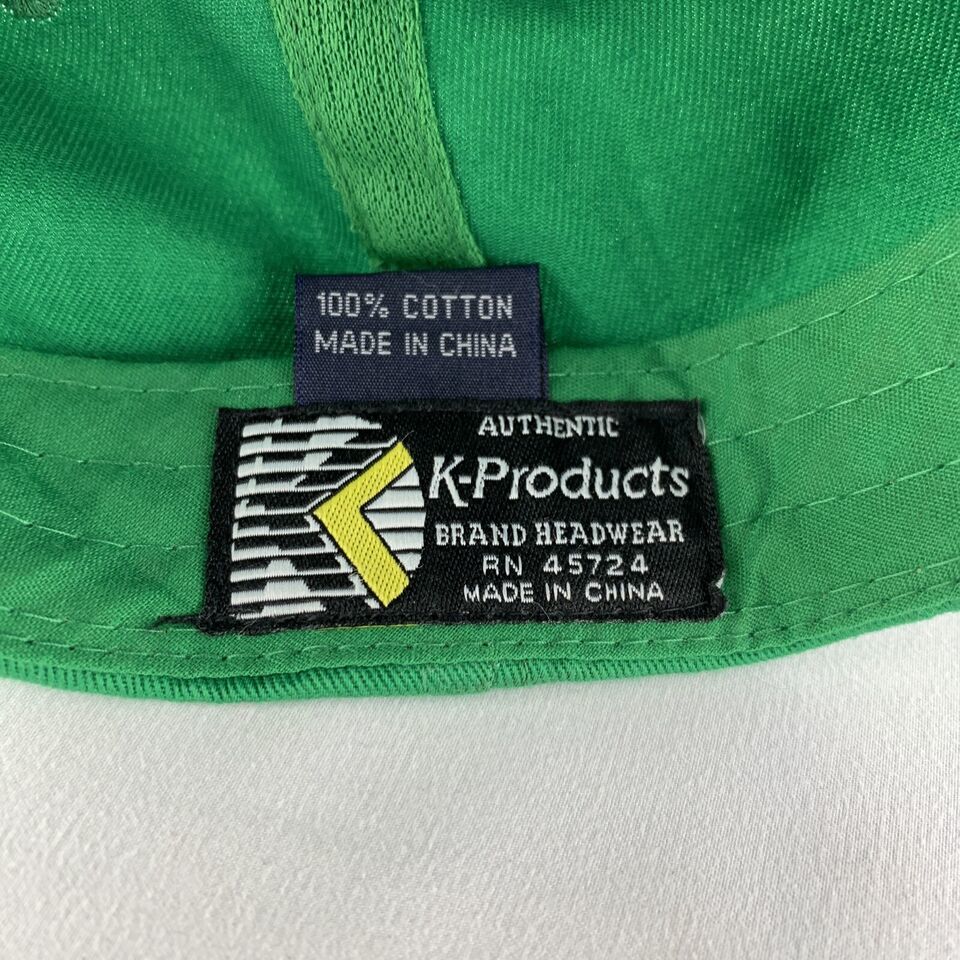 100% COTTON
MADE IN CHINA
AUTHENTIC
K-Products
BRAND HEADWEAR
RN 45724
MADE IN CHINA